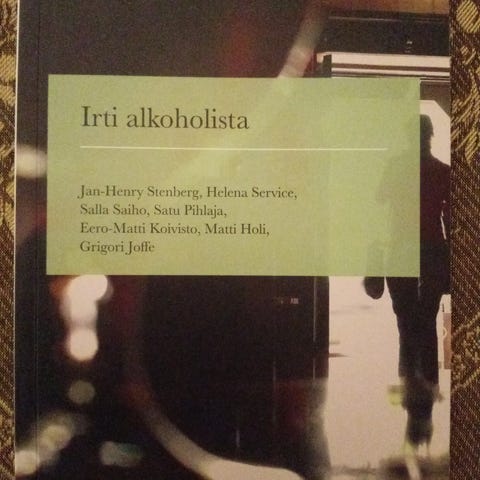 Irti alkoholista
Jan-Henry Stenberg, Helena Service,
Salla Saiho, Satu Pihlaja,
Eero-Matti Koivisto, Matti Holi,
Grigori Joffe